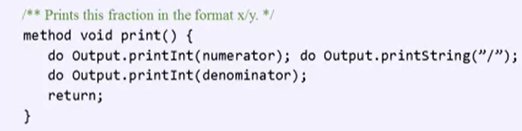 /** Prints this fraction in the format x/y. */
method void print() {
do Output.printInt(numerator); do Output.printString(”/”);
do Output.printInt(denominator);
return;
}